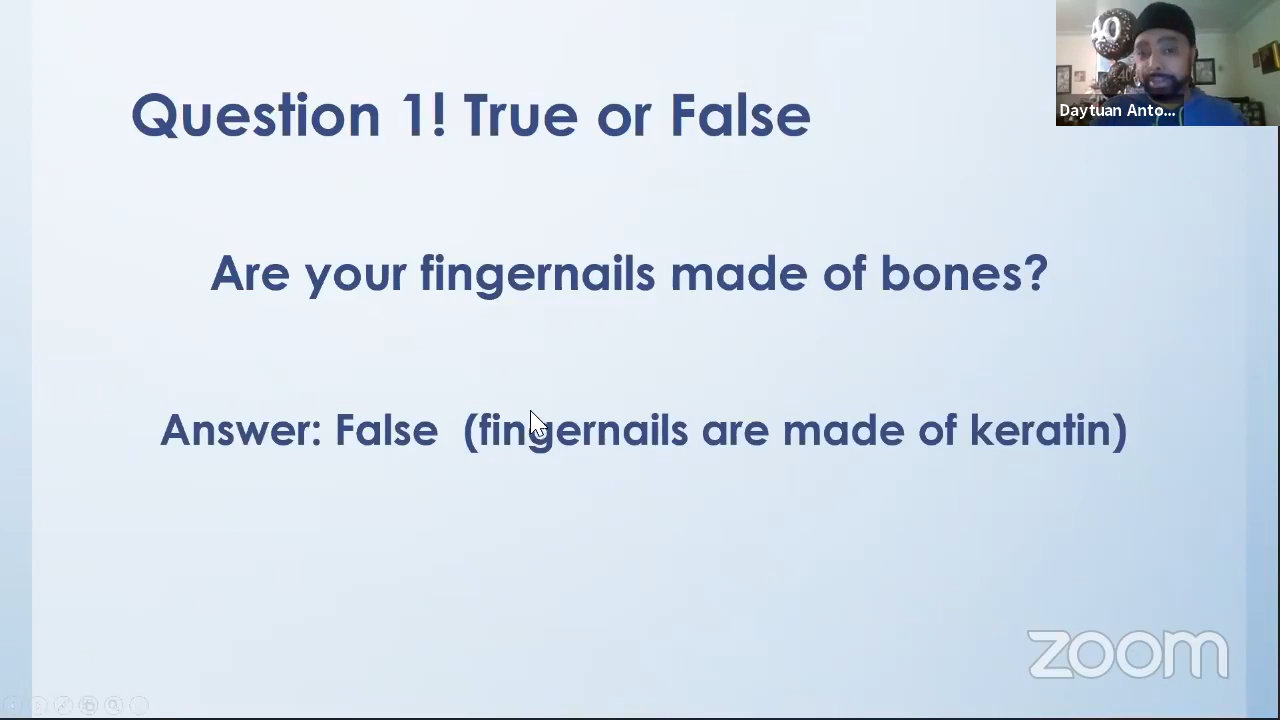 Question 1! True or False
40
Daytuan Anto...
Are your fingernails made of bones?
Answer: False (fingernails are made of keratin)
zoom